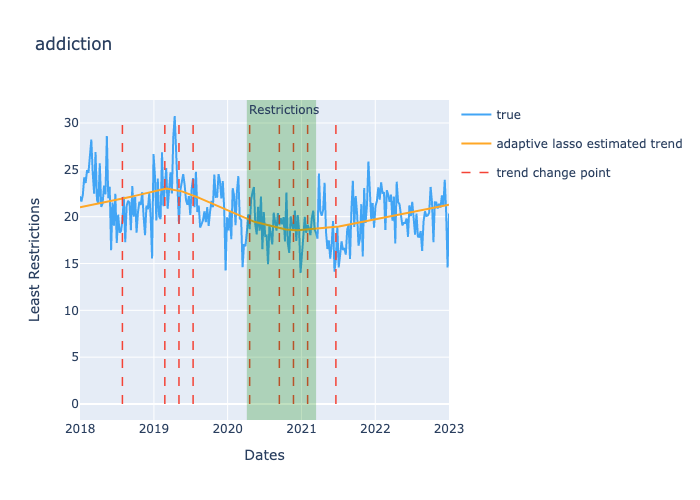 addiction
Restrictions
30
25
20
15
10
5
0
Least Restrictions
2018 2019 2020 2021 2022 2023
Dates
true
adaptive lasso estimated trend
trend change point